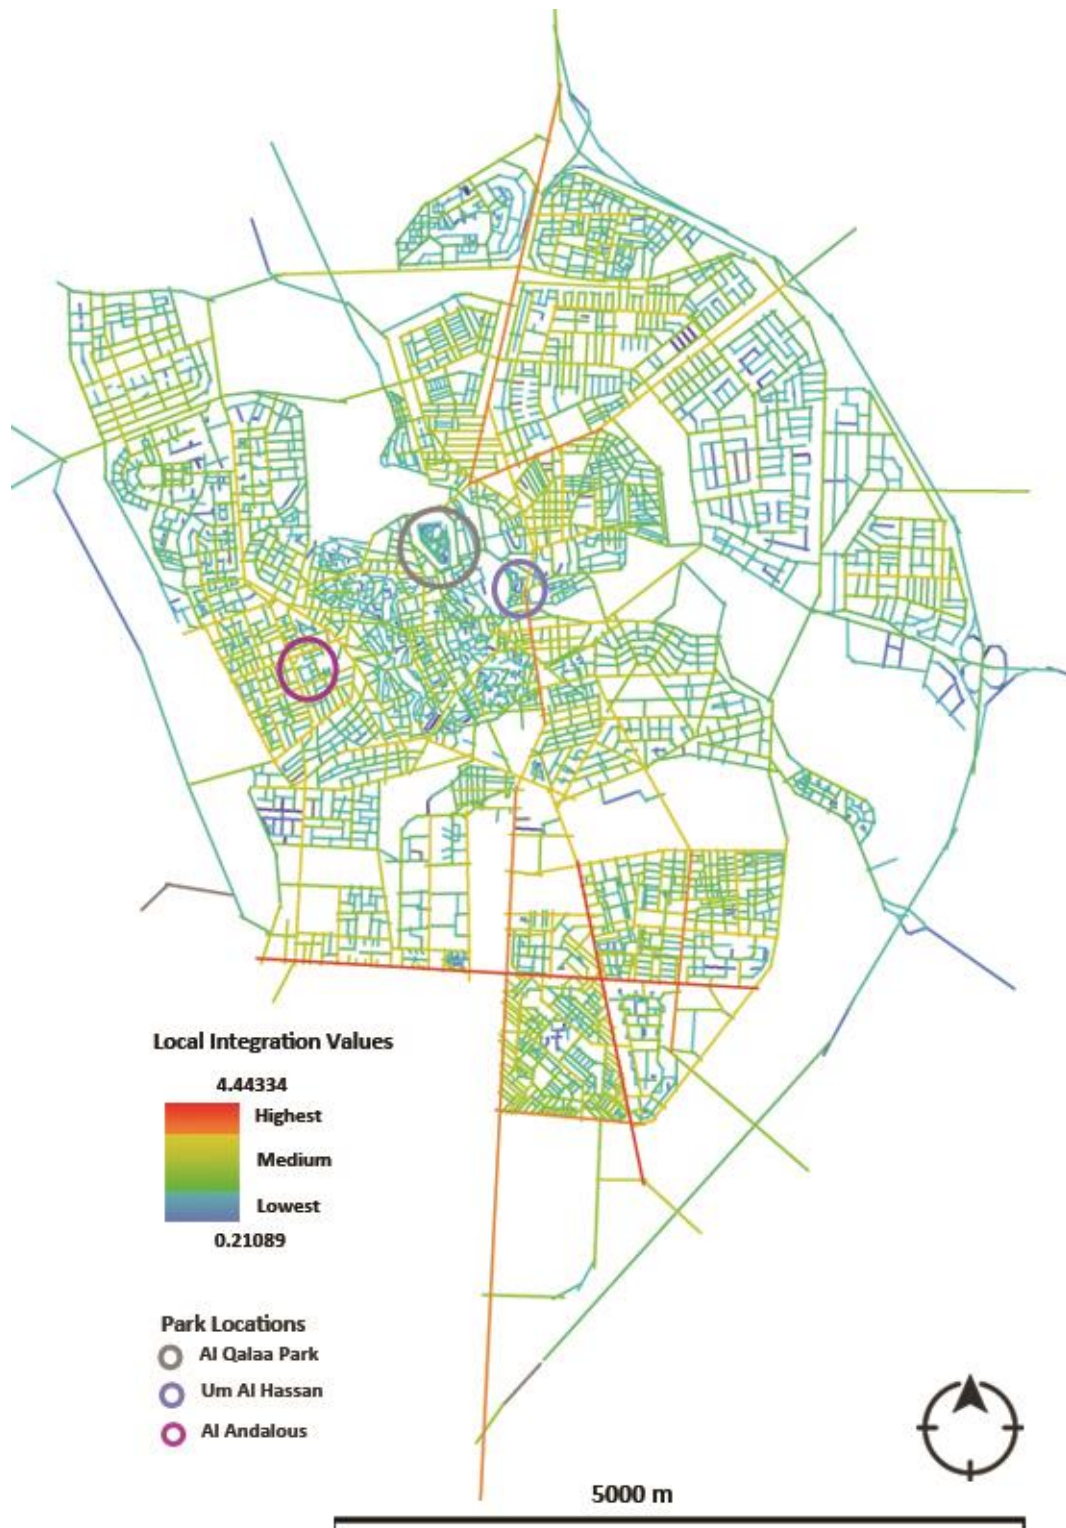 Local Integration Values
4.44334
Highest
Medium
Lowest
0.21089
Park Locations
Al Qalaa Park
Um Al Hassan
Al Andalous
5000 m